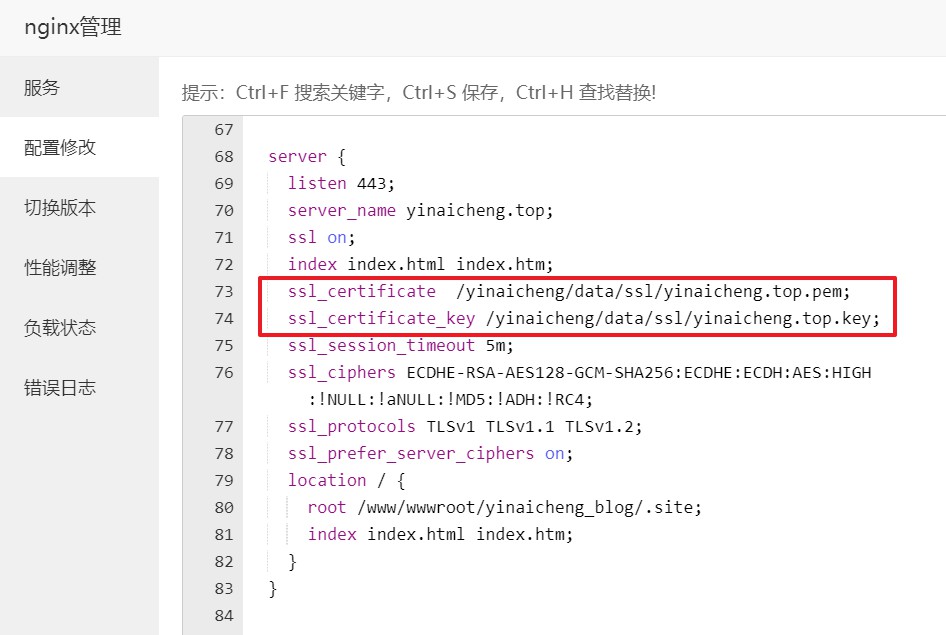 nginx管理
服务
配置修改
切换版本
性能调整
负载状态
错误日志
提示：Ctrl+F 搜索关键字，Ctrl+S 保存，Ctrl+H 查找替换!
67
68 server {
69 listen 443;
70 server_name yinaicheng.top;
71 ssl on;
72 index index.html index.htm;
73 ssl_certificate  /yinaicheng/data/ssl/yinaicheng.top.pem;
74 ssl_certificate_key /yinaicheng/data/ssl/yinaicheng.top.key;
75 ssl_session_timeout 5m;
76 ssl_ciphers ECDHE-RSA-AES128-GCM-SHA256:ECDHE:ECDH:AES:HIGH
:!NULL:!aNULL:!MD5:!ADH:!RC4;
77 ssl_protocols TLSv1 TLSv1.1 TLSv1.2;
78 ssl_prefer_server_ciphers on;
79 location / {
80 root /www/wwwroot/yinaicheng_blog/.site;
81 index index.html index.htm;
82 }
83 }
84